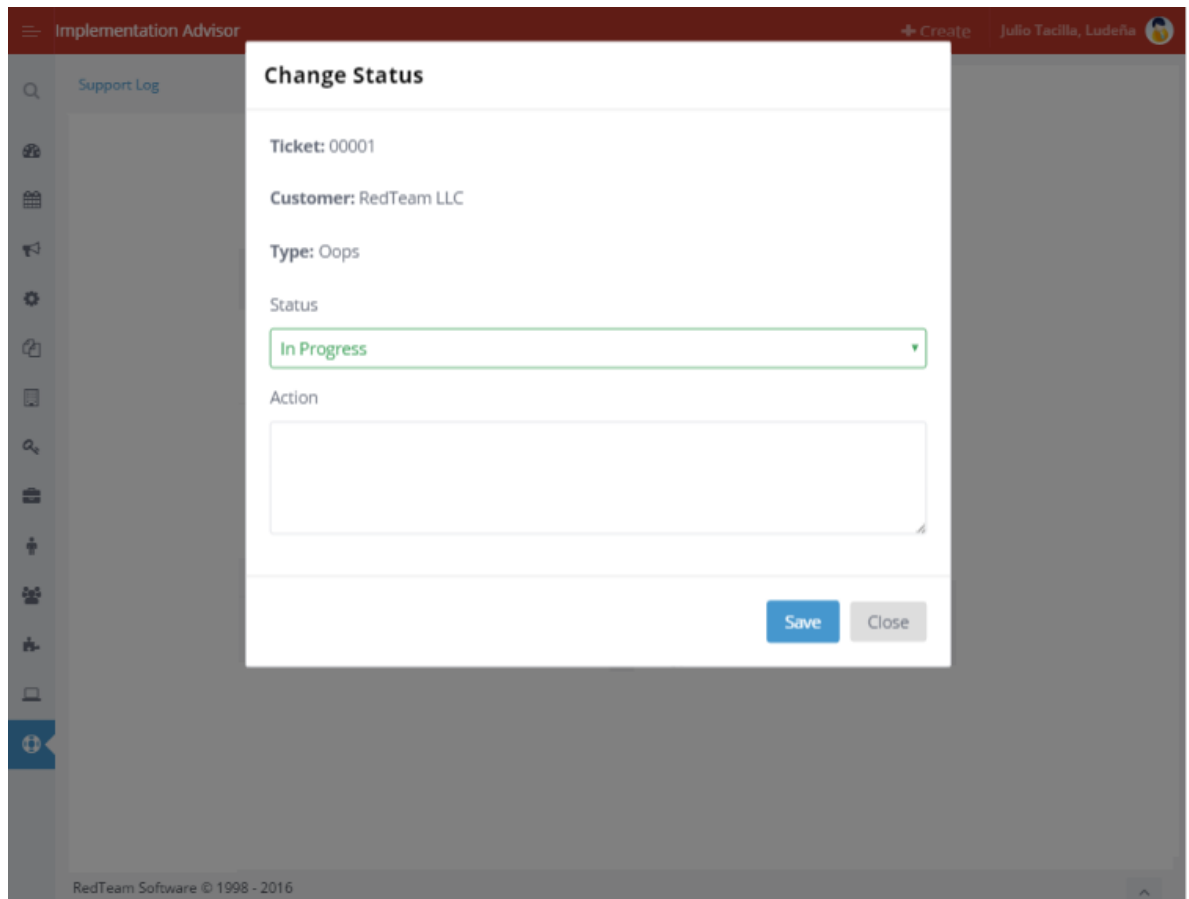 Implementation Advisor
Create
Julio Tacilla, Ludeña
Support Log
Change Status
Ticket: 00001
Customer: RedTeam LLC
Type: Oops
Status
In Progress
Action
Save
Close
RedTeam Software © 1998 - 2016